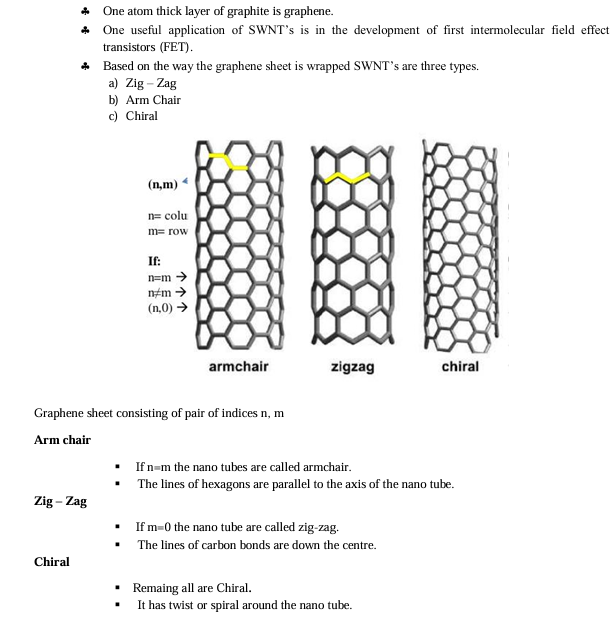 ♣ One atom thick layer of graphite is graphene.
♣ One useful application of SWNT's is in the development of first intermolecular field effect
transistors (FET).
♣ Based on the way the graphene sheet is wrapped SWNT's are three types.
a) Zig – Zag
b) Arm Chair
c) Chiral
(n,m)
n= colu
m= row
If:
n=m →
n≠m →
(n,0) →
armchair zigzag chiral
Graphene sheet consisting of pair of indices n, m
Arm chair
▪ If n=m the nano tubes are called armchair.
▪ The lines of hexagons are parallel to the axis of the nano tube.
Zig – Zag
▪ If m=0 the nano tube are called zig-zag.
▪ The lines of carbon bonds are down the centre.
Chiral
▪ Remaing all are Chiral.
▪ It has twist or spiral around the nano tube.